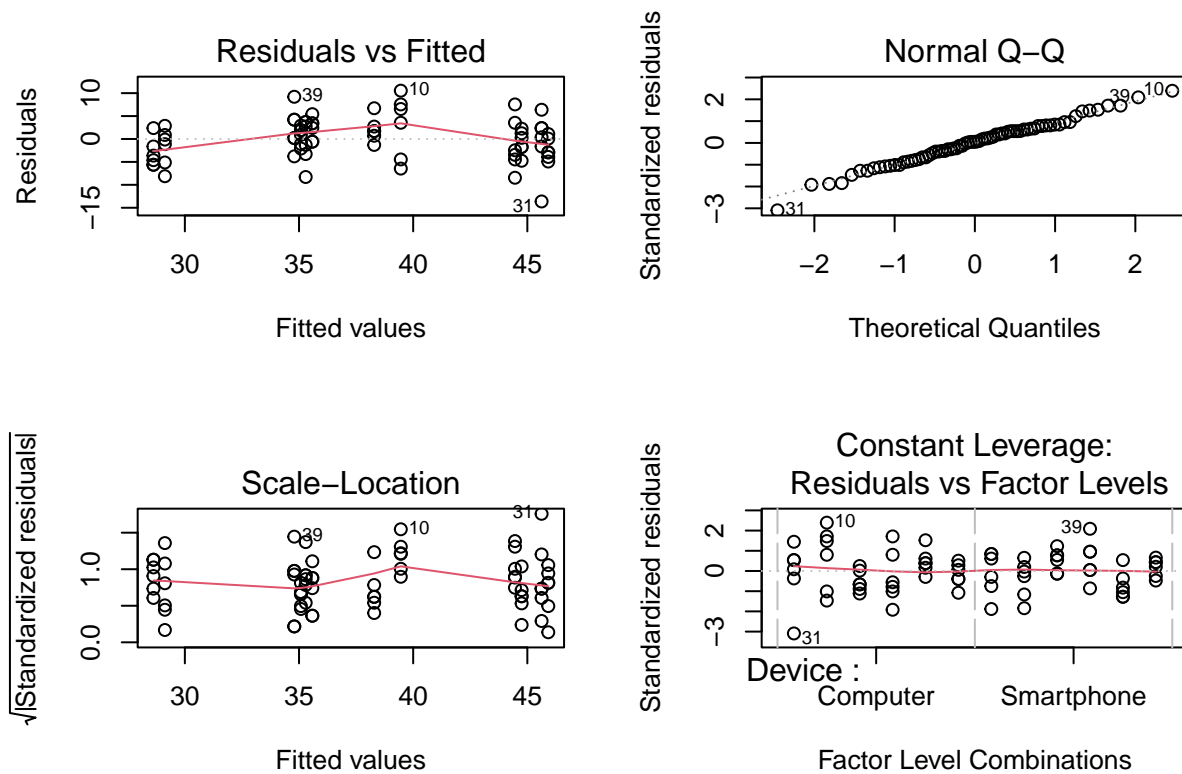 Residuals vs Fitted
Residuals
10
0
−15
39
10
31
30
35
40
45
Fitted values
Normal Q−Q
Standardized residuals
2
0
−3
39
10
31
−2
−1
0
1
2
Theoretical Quantiles
Scale−Location
√|Standardized residuals|
1.0
0.0
39
10
31
30
35
40
45
Fitted values
Constant Leverage:
Residuals vs Factor Levels
Standardized residuals
2
0
−3
10
39
31
Device :
Computer
Smartphone
Factor Level Combinations